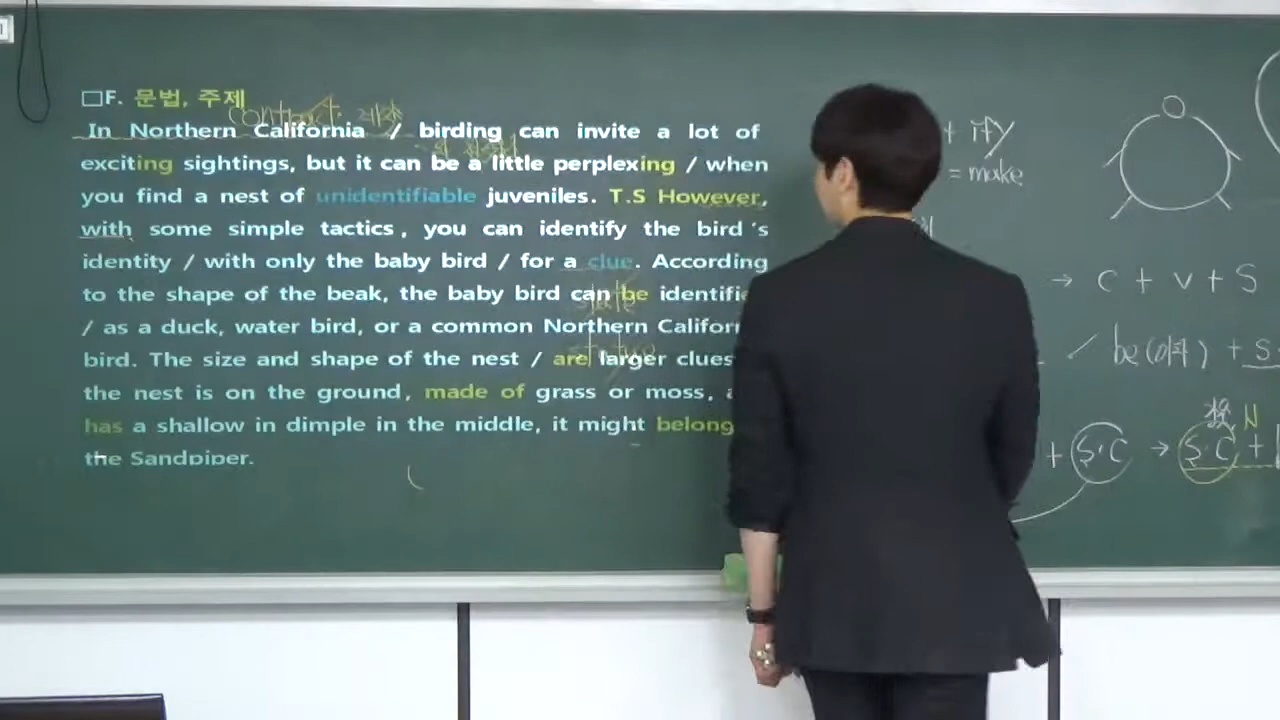 □F. 문법, 주제
In Northern California / birding can invite a lot of
exciting sightings, but it can be a little perplexing / when
you find a nest of unidentifiable juveniles. T.S However,
with some simple tactics, you can identify the bird's
identity / with only the baby bird / for a clue. According
to the shape of the beak, the baby bird can be
/ as a duck, water bird, or a common Northern
bird. The size and shape of the nest / are larger clues
the nest is on the ground, made of grass or moss,
has a shallow in dimple in the middle, it might belong
the Sandpiper.
+ ify
= make
→ C + V + S
✓ be(이다) + S
+ S.C → S.C + N